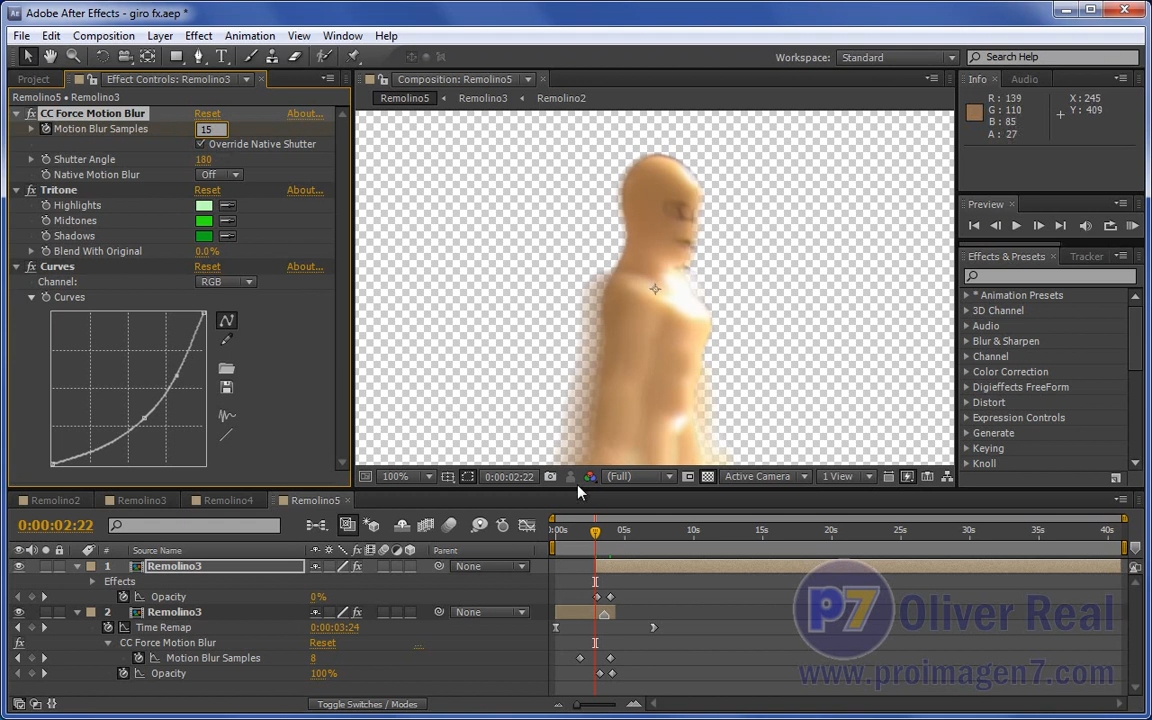 Adobe After Effects - giro fx.aep *
File Edit Composition Layer Effect Animation View Window Help
Workspace: Standard Search Help
Project Effect Controls: Remolino3 Composition: Remolino5 Info Audio
Remolino5 • Remolino3 Remolino5 Remolino3 Remolino2
CC Force Motion Blur Reset About...
Motion Blur Samples 15
Override Native Shutter
Shutter Angle 180
Native Motion Blur Off
Tritone Reset About...
Highlights
Midtones
Shadows
Blend With Original 0.0%
Curves Reset About...
Channel: RGB
Curves
R: 139 X: 245
G: 110 Y: 409
B: 85
A: 27
Preview
Effects & Presets Tracker
* Animation Presets
3D Channel
Audio
Blur & Sharpen
Channel
Color Correction
Digieffects FreeForm
Distort
Expression Controls
Generate
Keying
Knoll
100% 0:00:02:22 (Full) Active Camera 1 View
Remolino2 Remolino3 Remolino4 Remolino5
0:00:02:22 :00s 05s 10s 15s 20s 25s 30s 35s 40s
# Source Name Parent
1 Remolino3 None
Effects
Opacity 0%
2 Remolino3 None
Time Remap 0:00:03:24
CC Force Motion Blur Reset
Motion Blur Samples 8
Opacity 100%
Toggle Switches / Modes
p7 Oliver Real
www.proimagen7.com